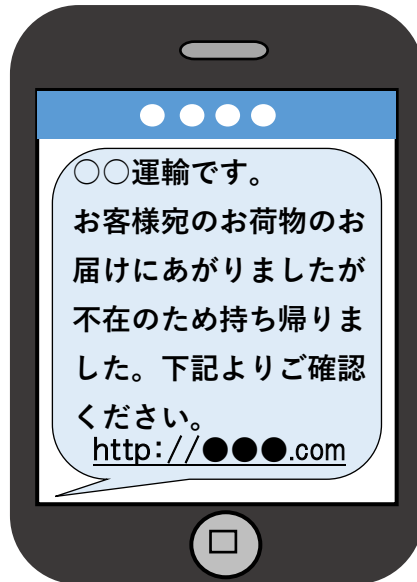 ○○運輸です。
お客様宛のお荷物のお
届けにあがりましたが
不在のため持ち帰りま
した。下記よりご確認
ください。
http://●●●.com